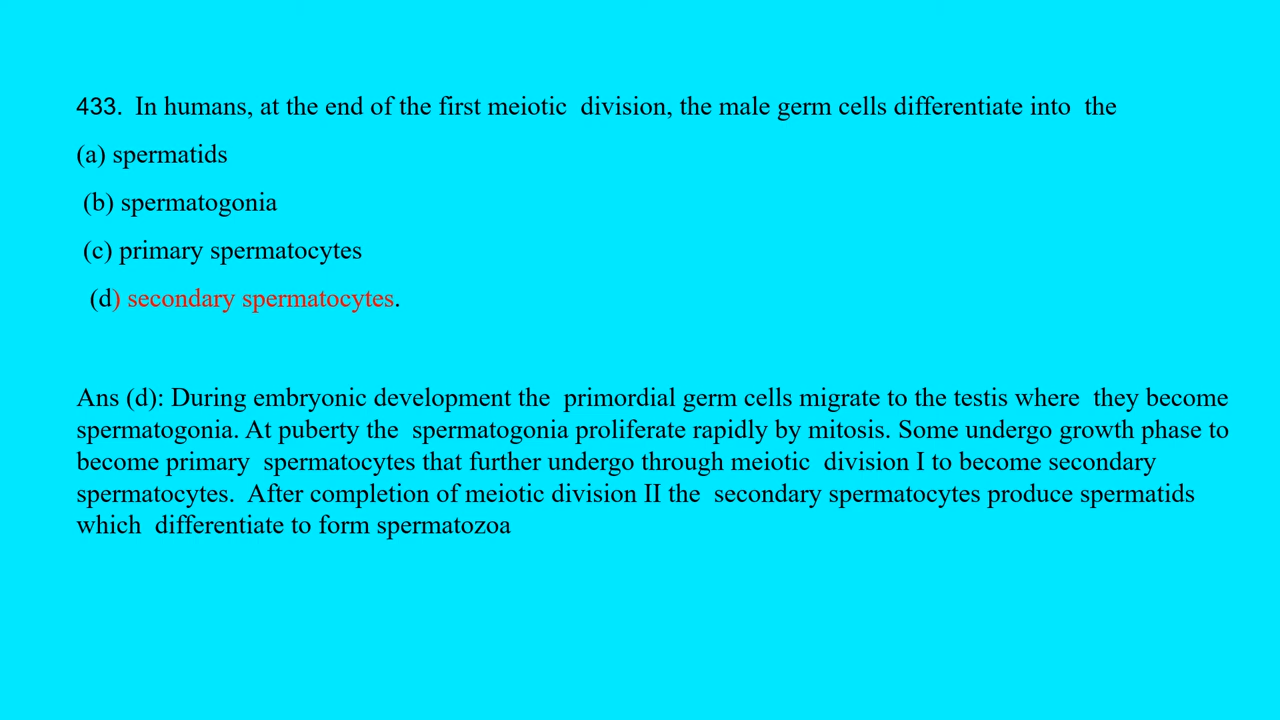 433. In humans, at the end of the first meiotic division, the male germ cells differentiate into the
(a) spermatids
(b) spermatogonia
(c) primary spermatocytes
(d) secondary spermatocytes.
Ans (d): During embryonic development the primordial germ cells migrate to the testis where they become
spermatogonia. At puberty the spermatogonia proliferate rapidly by mitosis. Some undergo growth phase to
become primary spermatocytes that further undergo through meiotic division I to become secondary
spermatocytes. After completion of meiotic division II the secondary spermatocytes produce spermatids
which differentiate to form spermatozoa